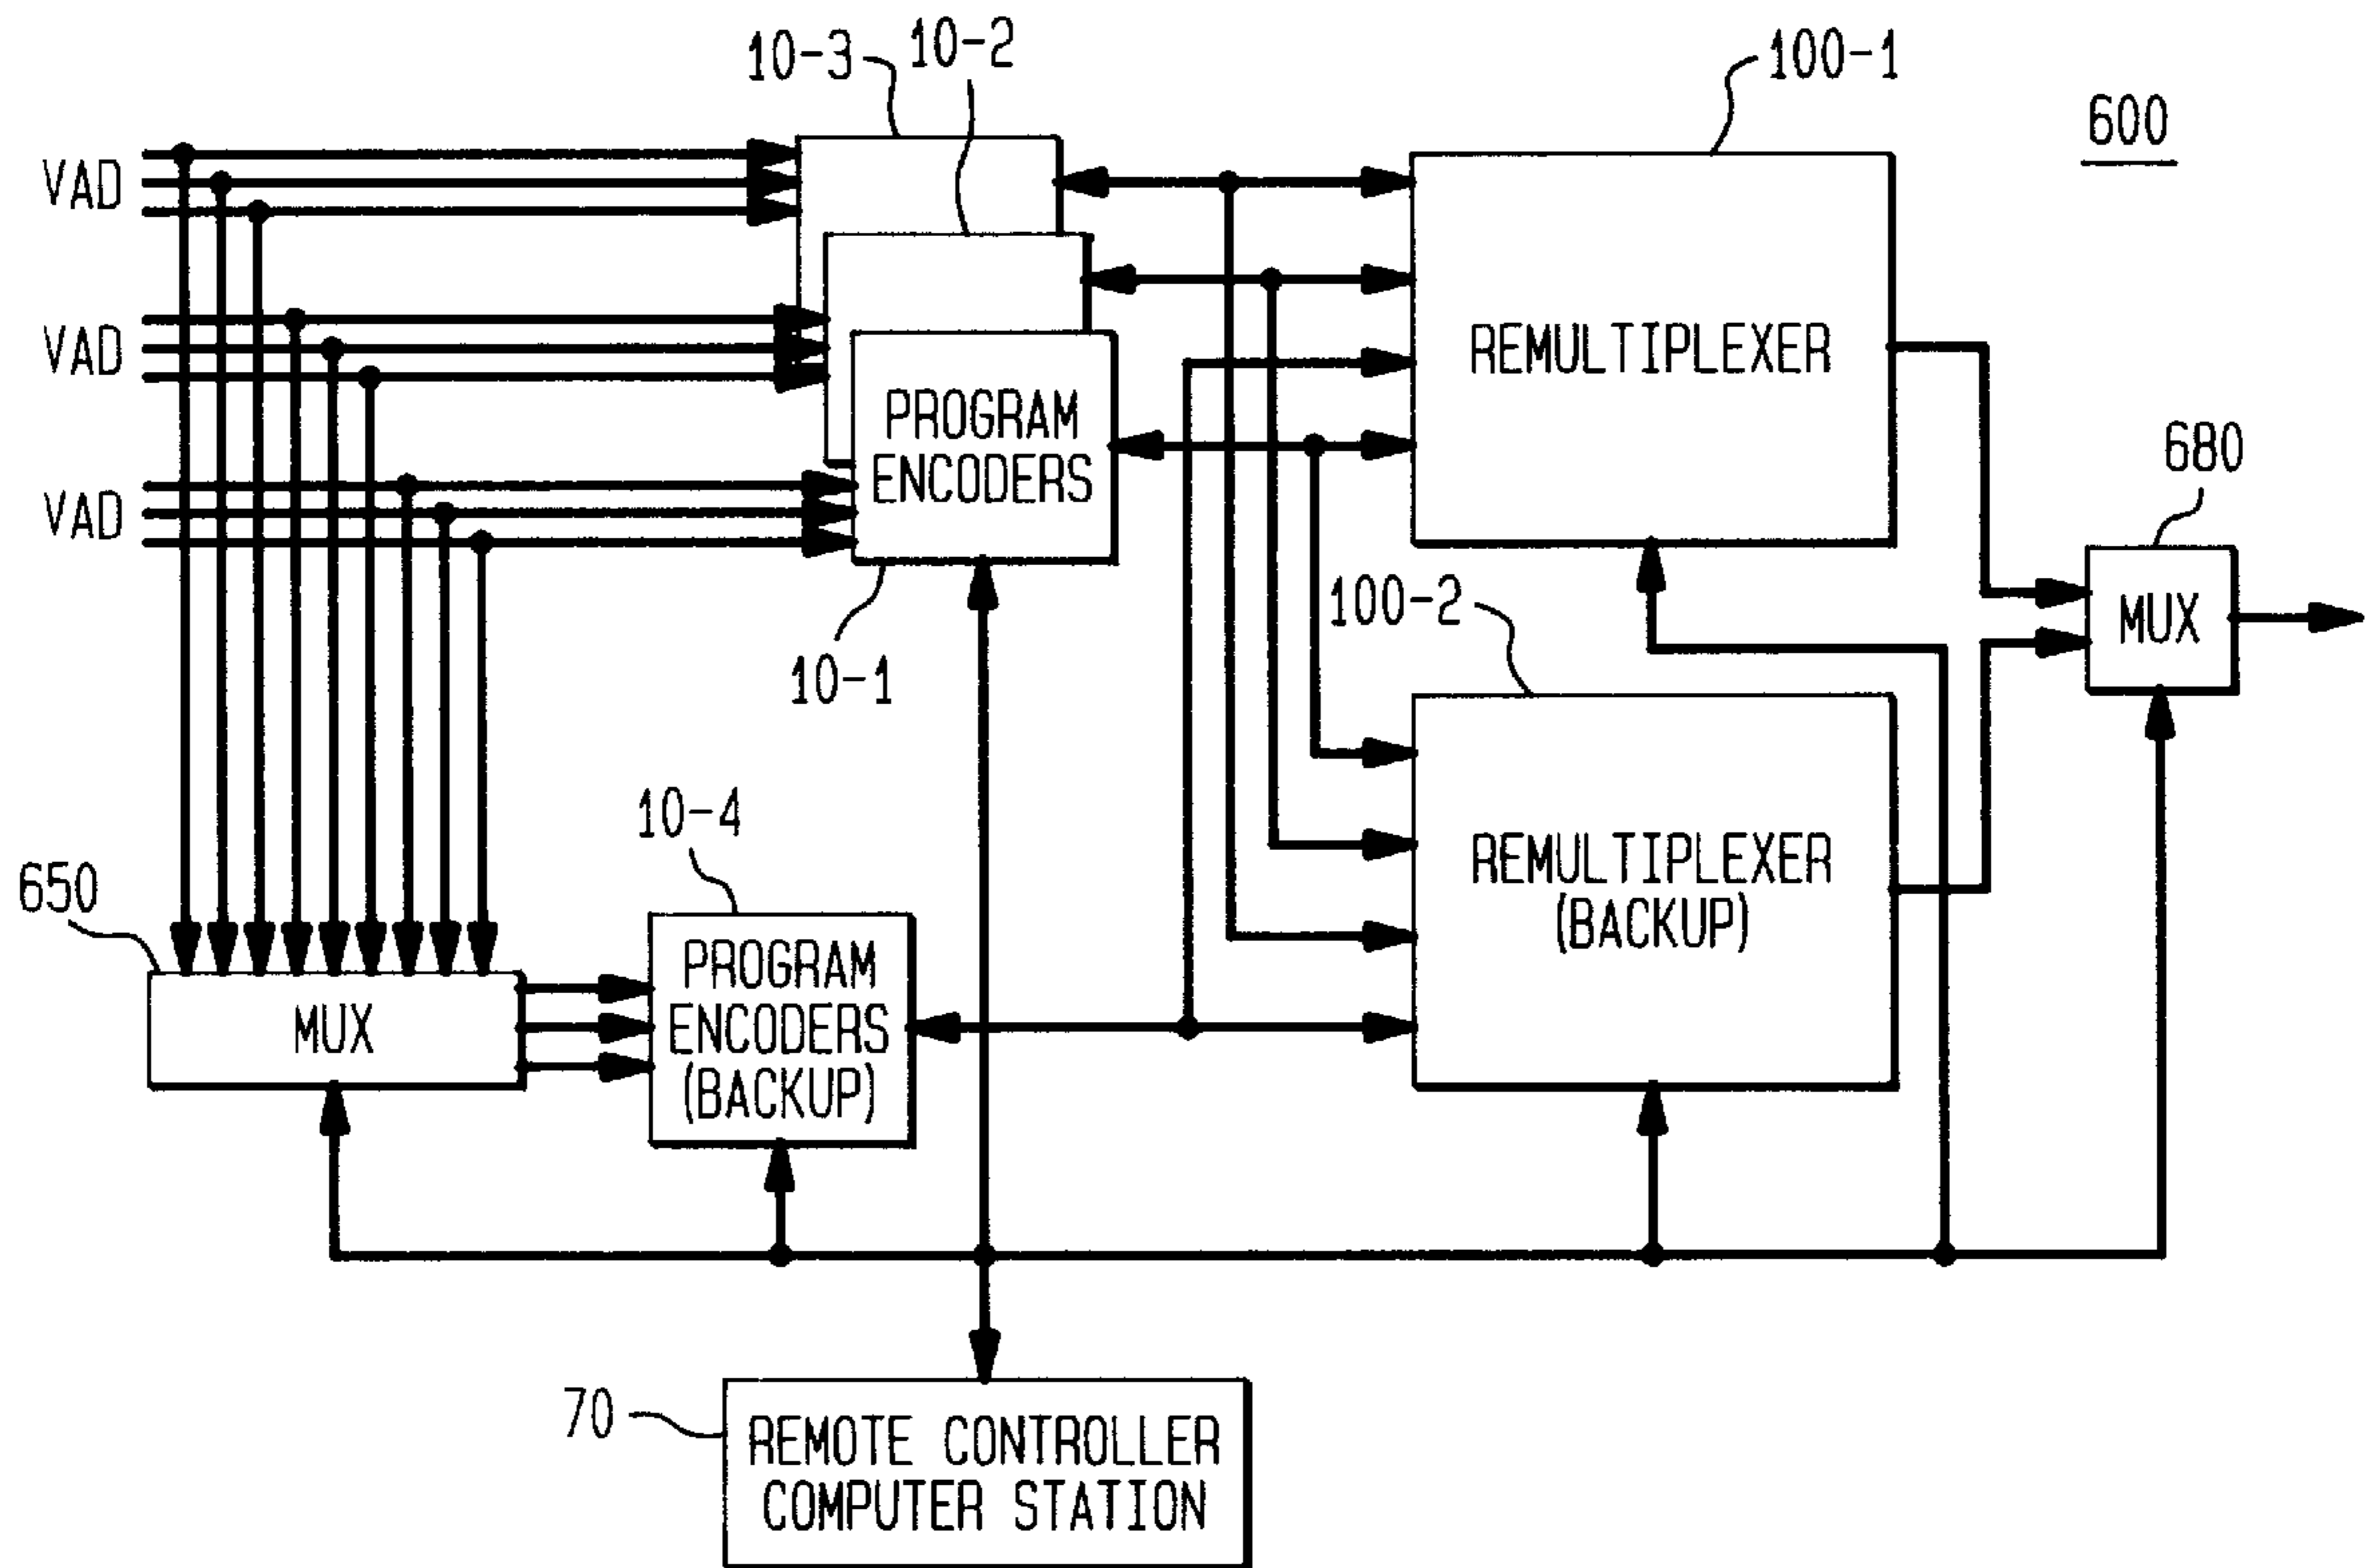 10-3
10-2
100-1
600
VAD
VAD
VAD
PROGRAM
ENCODERS
REMULTIPLEXER
680
MUX
10-1
100-2
10-4
650
MUX
PROGRAM
ENCODERS
(BACKUP)
REMULTIPLEXER
(BACKUP)
70
REMOTE CONTROLLER
COMPUTER STATION